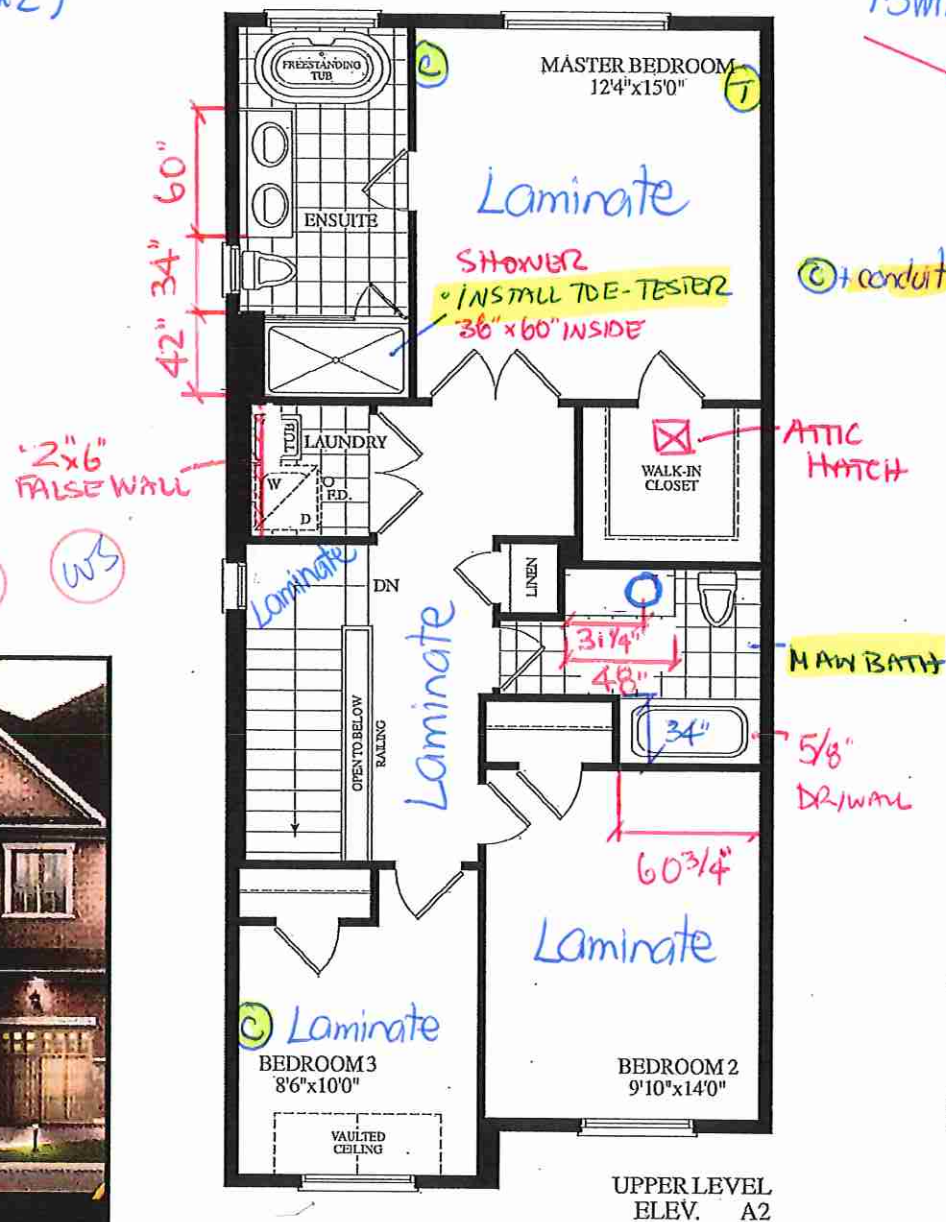 FREESTANDING
TUB
C
MASTER BEDROOM
12'4"x15'0"
T
60"
Laminate
ENSUITE
34"
SHOWER
INSTALL TOE-TESTER
36"x60" INSIDE
C + conduit
42"
2"x6"
FALSE WALL
TUB
LAUNDRY
W
F.D.
D
ATTIC
HATCH
WALK-IN
CLOSET
WS
Laminate
DN
LINEN
31 1/4"
48"
MAIN BATH
OPEN TO BELOW
RAILING
Laminate
34"
5/8"
DRYWALL
60 3/4"
Laminate
C Laminate
BEDROOM 3
8'6"x10'0"
BEDROOM 2
9'10"x14'0"
VAULTED
CEILING
UPPER LEVEL
ELEV. A2